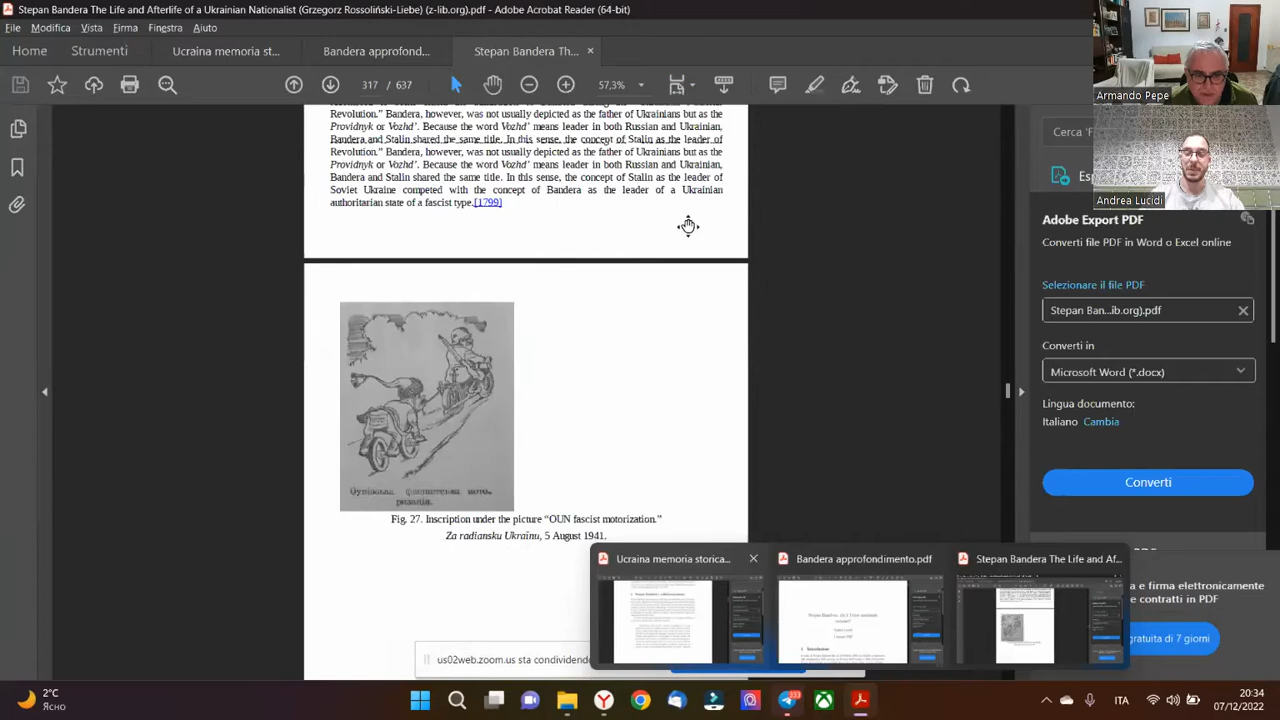 Stepan Bandera The Life and Afterlife of a Ukrainian Nationalist (Grzegorz Rossoliński-Liebe) (z-lib.org).pdf - Adobe Acrobat Reader (64-bit)
File Modifica Vista Firma Finestra Aiuto
Home Strumenti Ucraina memoria st... Bandera approfond... Stepan Bandera Th... ×
317 / 637 57,3%
Armando Pepe
Andrea Lucidi
Revolution.” Bandera, however, was not usually depicted as the father of Ukrainians but as the
Providnyk or Vozhd’. Because the word Vozhd’ means leader in both Russian and Ukrainian,
Bandera and Stalin shared the same title. In this sense, the concept of Stalin as the leader of
Revolution.” Bandera, however, was not usually depicted as the father of Ukrainians but as the
Providnyk or Vozhd’. Because the word Vozhd’ means leader in both Russian and Ukrainian,
Bandera and Stalin shared the same title. In this sense, the concept of Stalin as the leader of
Soviet Ukraine competed with the concept of Bandera as the leader of a Ukrainian
authoritarian state of a fascist type.[1799]
Fig. 27. Inscription under the picture “OUN fascist motorization.”
Za radiansku Ukraïnu, 5 August 1941.
Cerca
Adobe Export PDF
Converti file PDF in Word o Excel online
Selezionare il file PDF
Stepan Ban...ib.org).pdf
Converti in
Microsoft Word (*.docx)
Lingua documento:
Italiano Cambia
Converti
e firma elettronicamente
e contratti in PDF
gratuita di 7 giorni
Ucraina memoria storica... Bandera approfondimento.pdf Stepan Bandera The Life and Af...
us02web.zoom.us sta condividendo
2°C
Ясно
333
ITA
20:34
07/12/2022